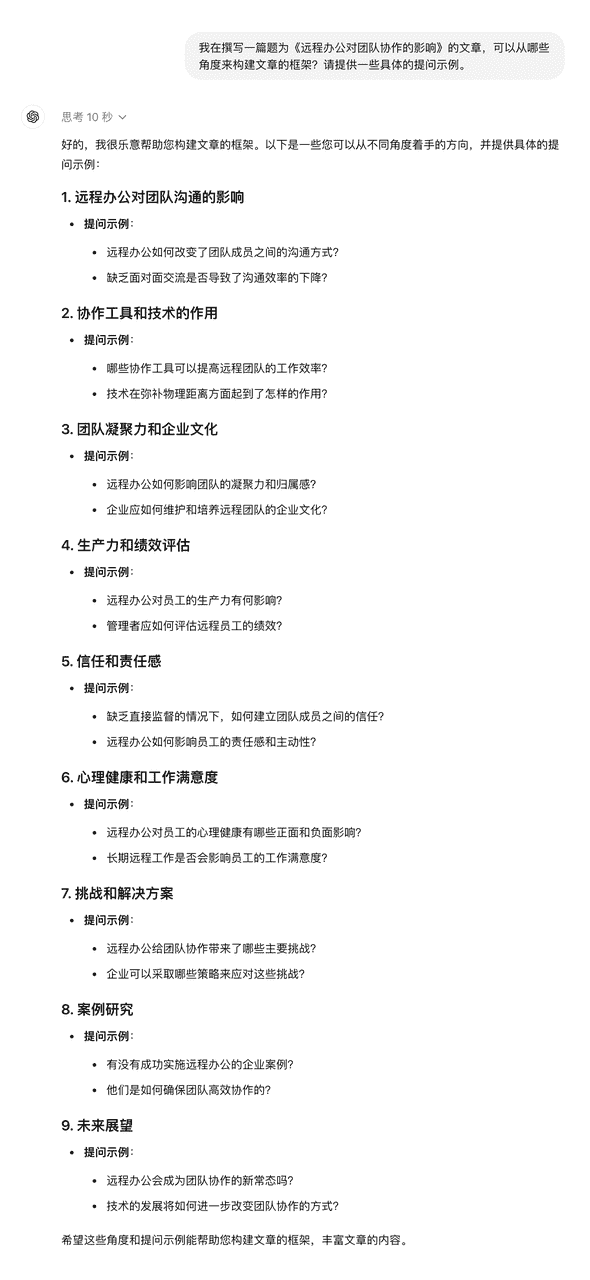 我在撰写一篇题为《远程办公对团队协作的影响》的文章，可以从哪些
角度来构建文章的框架？请提供一些具体的提问示例。
思考 10 秒
好的，我很乐意帮助您构建文章的框架。以下是一些您可以从不同角度着手的方向，并提供具体的提
问示例：
1. 远程办公对团队沟通的影响
• 提问示例：
• 远程办公如何改变了团队成员之间的沟通方式？
• 缺乏面对面交流是否导致了沟通效率的下降？
2. 协作工具和技术的作用
• 提问示例：
• 哪些协作工具可以提高远程团队的工作效率？
• 技术在弥补物理距离方面起到了怎样的作用？
3. 团队凝聚力和企业文化
• 提问示例：
• 远程办公如何影响团队的凝聚力和归属感？
• 企业应如何维护和培养远程团队的企业文化？
4. 生产力和绩效评估
• 提问示例：
• 远程办公对员工的生产力有何影响？
• 管理者应如何评估远程员工的绩效？
5. 信任和责任感
• 提问示例：
• 缺乏直接监督的情况下，如何建立团队成员之间的信任？
• 远程办公如何影响员工的责任感和主动性？
6. 心理健康和工作满意度
• 提问示例：
• 远程办公对员工的心理健康有哪些正面和负面影响？
• 长期远程工作是否会影响员工的工作满意度？
7. 挑战和解决方案
• 提问示例：
• 远程办公给团队协作带来了哪些主要挑战？
• 企业可以采取哪些策略来应对这些挑战？
8. 案例研究
• 提问示例：
• 有没有成功实施远程办公的企业案例？
• 他们是如何确保团队高效协作的？
9. 未来展望
• 提问示例：
• 远程办公会成为团队协作的新常态吗？
• 技术的发展将如何进一步改变团队协作的方式？
希望这些角度和提问示例能帮助您构建文章的框架，丰富文章的内容。